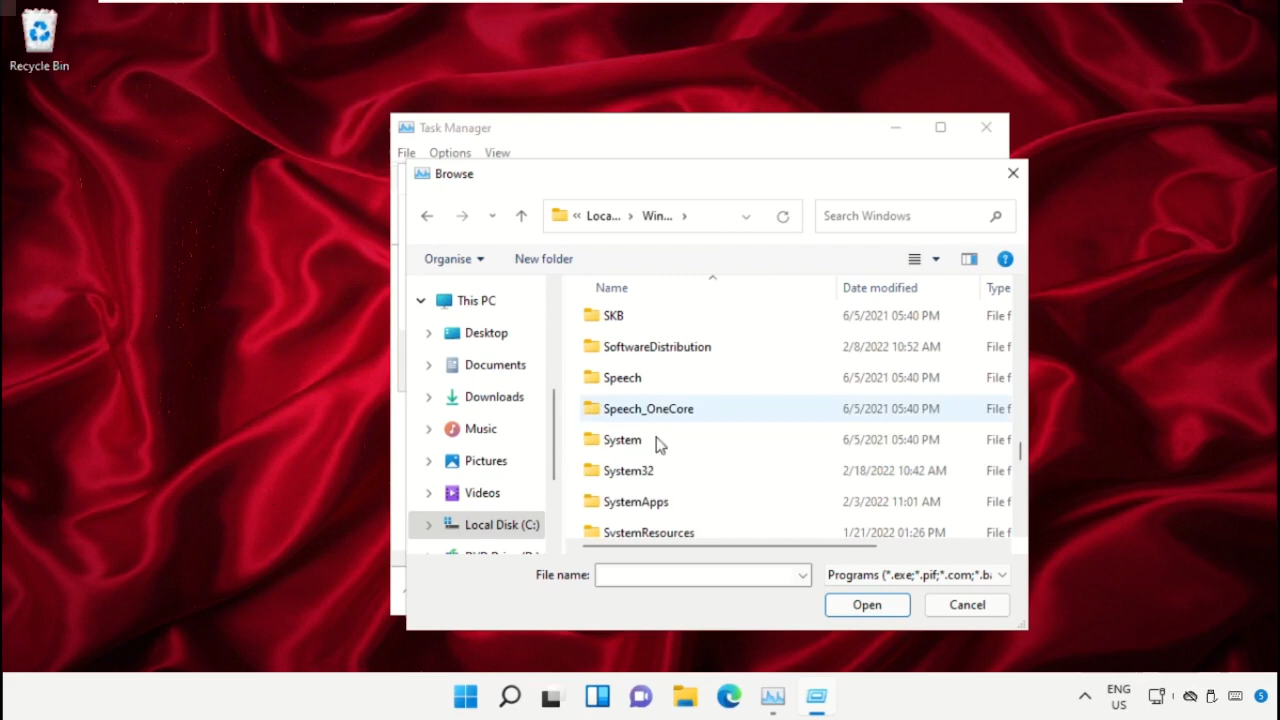 Recycle Bin
Task Manager
File Options View
Browse
« Loca... › Win... ›
Search Windows
Organise New folder
Name Date modified Type
This PC
Desktop
Documents
Downloads
Music
Pictures
Videos
Local Disk (C:)
SKB 6/5/2021 05:40 PM File f
SoftwareDistribution 2/8/2022 10:52 AM File f
Speech 6/5/2021 05:40 PM File f
Speech_OneCore 6/5/2021 05:40 PM File f
System 6/5/2021 05:40 PM File f
System32 2/18/2022 10:42 AM File f
SystemApps 2/3/2022 11:01 AM File f
SystemResources 1/21/2022 01:26 PM File f
File name:
Programs (*.exe;*.pif;*.com;*.ba
Open Cancel
ENG
US
5